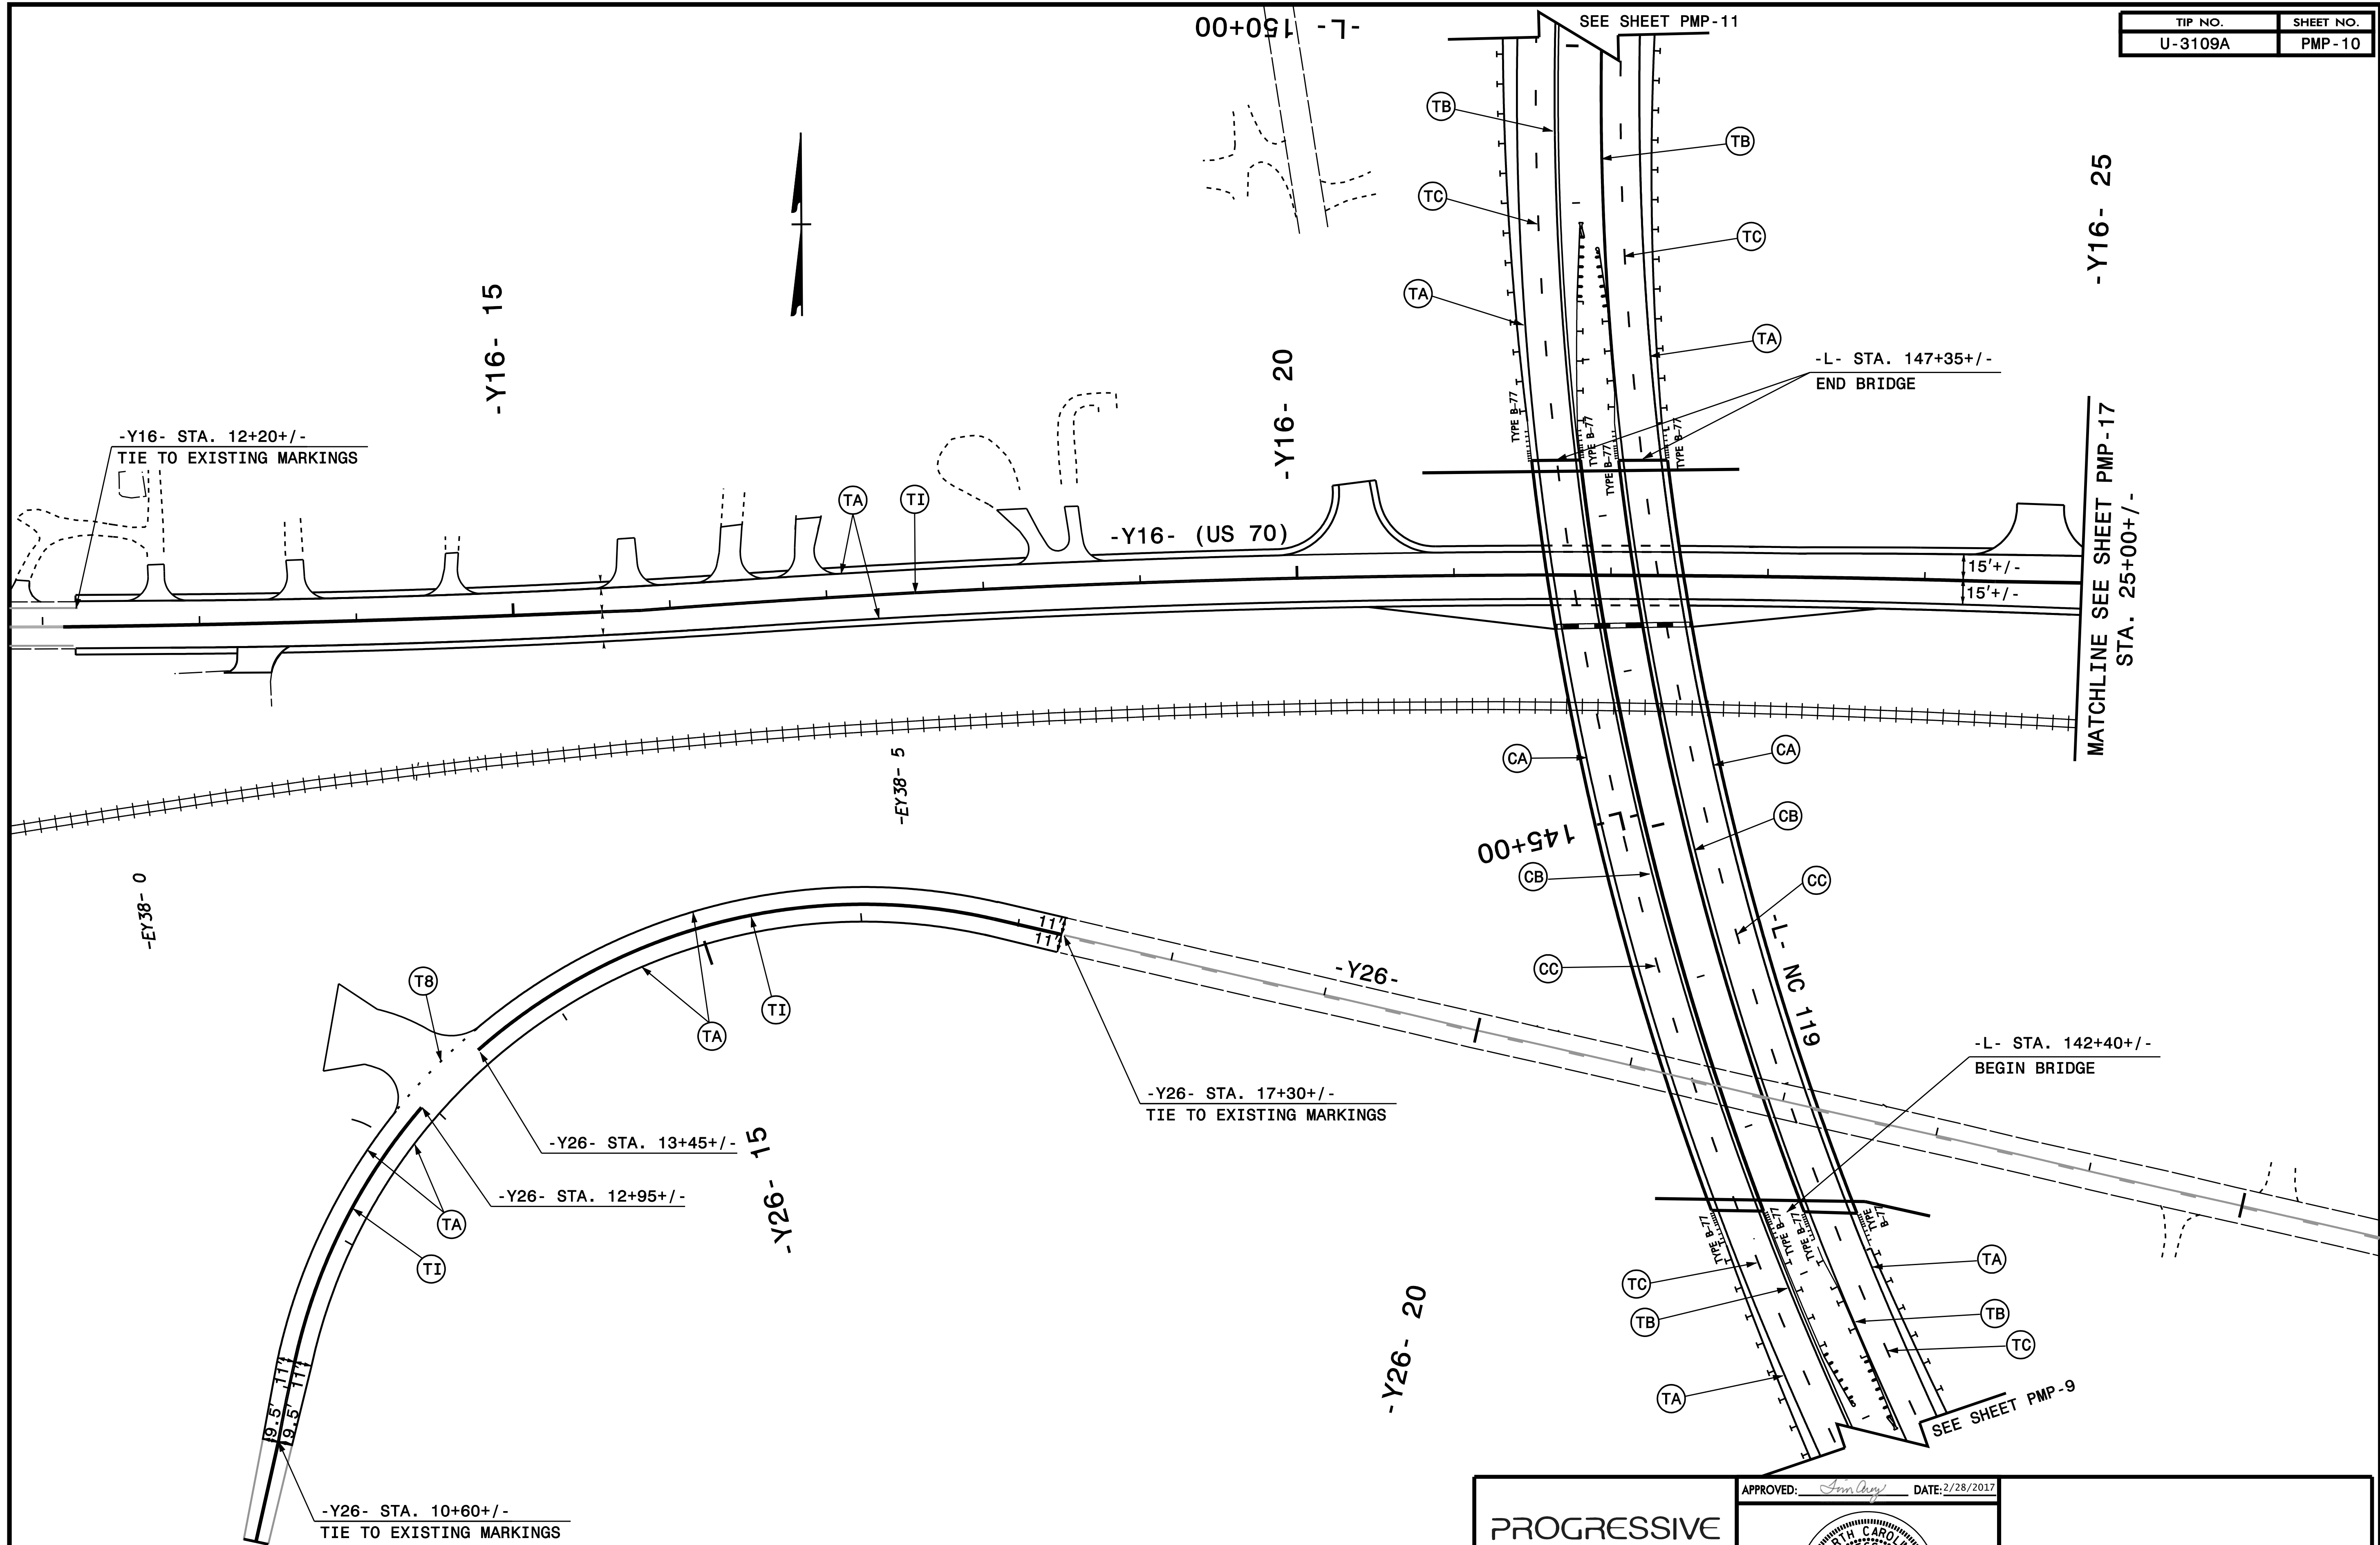 TIP NO.
SHEET NO.
U-3109A
PMP-10
-L- 150+00
SEE SHEET PMP-11
TB
TB
TC
TC
TA
TA
-Y16- 25
-Y16- 15
-Y16- 20
-L- STA. 147+35+/-
END BRIDGE
TYPE B-77
TYPE B-77
TYPE B-77
TYPE B-77
-Y16- STA. 12+20+/-
TIE TO EXISTING MARKINGS
TA
TI
-Y16- (US 70)
15'+/-
15'+/-
MATCHLINE SEE SHEET PMP-17
STA. 25+00+/-
-EY38- 5
-EY38- 0
CA
CA
CB
CB
145+00
-L-
CC
CC
-L- NC 119
11'
11'
-Y26-
T8
TI
TA
-L- STA. 142+40+/-
BEGIN BRIDGE
-Y26- STA. 17+30+/-
TIE TO EXISTING MARKINGS
-Y26- STA. 13+45+/-
-Y26- 15
-Y26- STA. 12+95+/-
TA
TI
TYPE B-77
TYPE B-77
TYPE B-77
TYPE
B-77
TA
TC
TB
TB
TC
TA
-Y26- 20
SEE SHEET PMP-9
11'
11'
9.5'
9.5'
-Y26- STA. 10+60+/-
TIE TO EXISTING MARKINGS
APPROVED:
DATE: 2/28/2017
PROGRESSIVE
NORTH CAROLIN